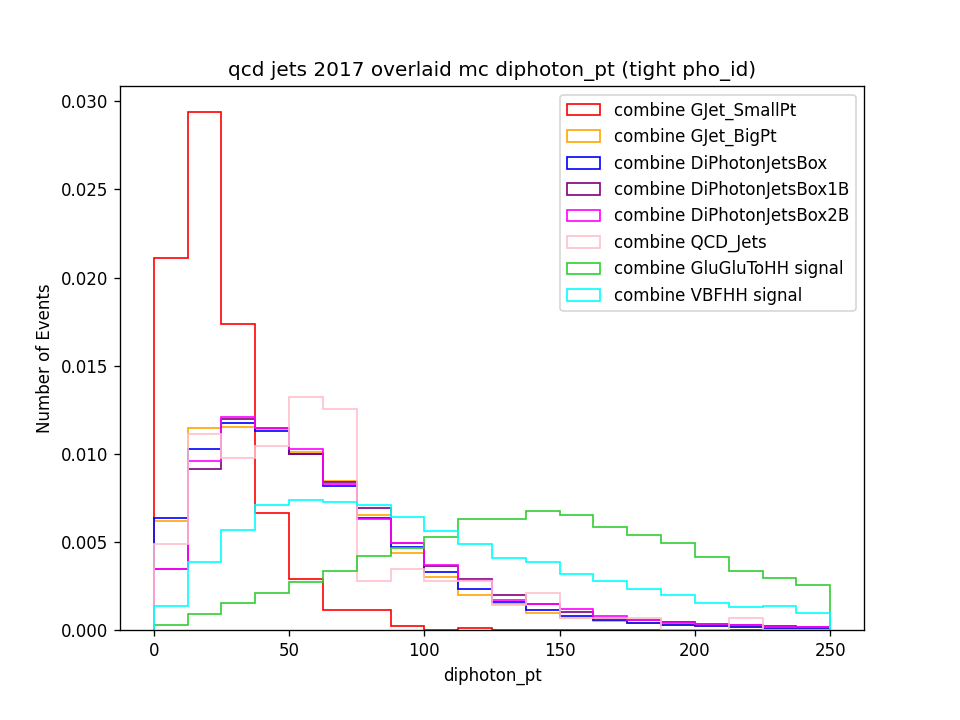 qcd jets 2017 overlaid mc diphoton_pt (tight pho_id)
combine GJet_SmallPt
combine GJet_BigPt
combine DiPhotonJetsBox
combine DiPhotonJetsBox1B
combine DiPhotonJetsBox2B
combine QCD_Jets
combine GluGluToHH signal
combine VBFHH signal
Number of Events
0.030
0.025
0.020
0.015
0.010
0.005
0.000
0 50 100 150 200 250
diphoton_pt